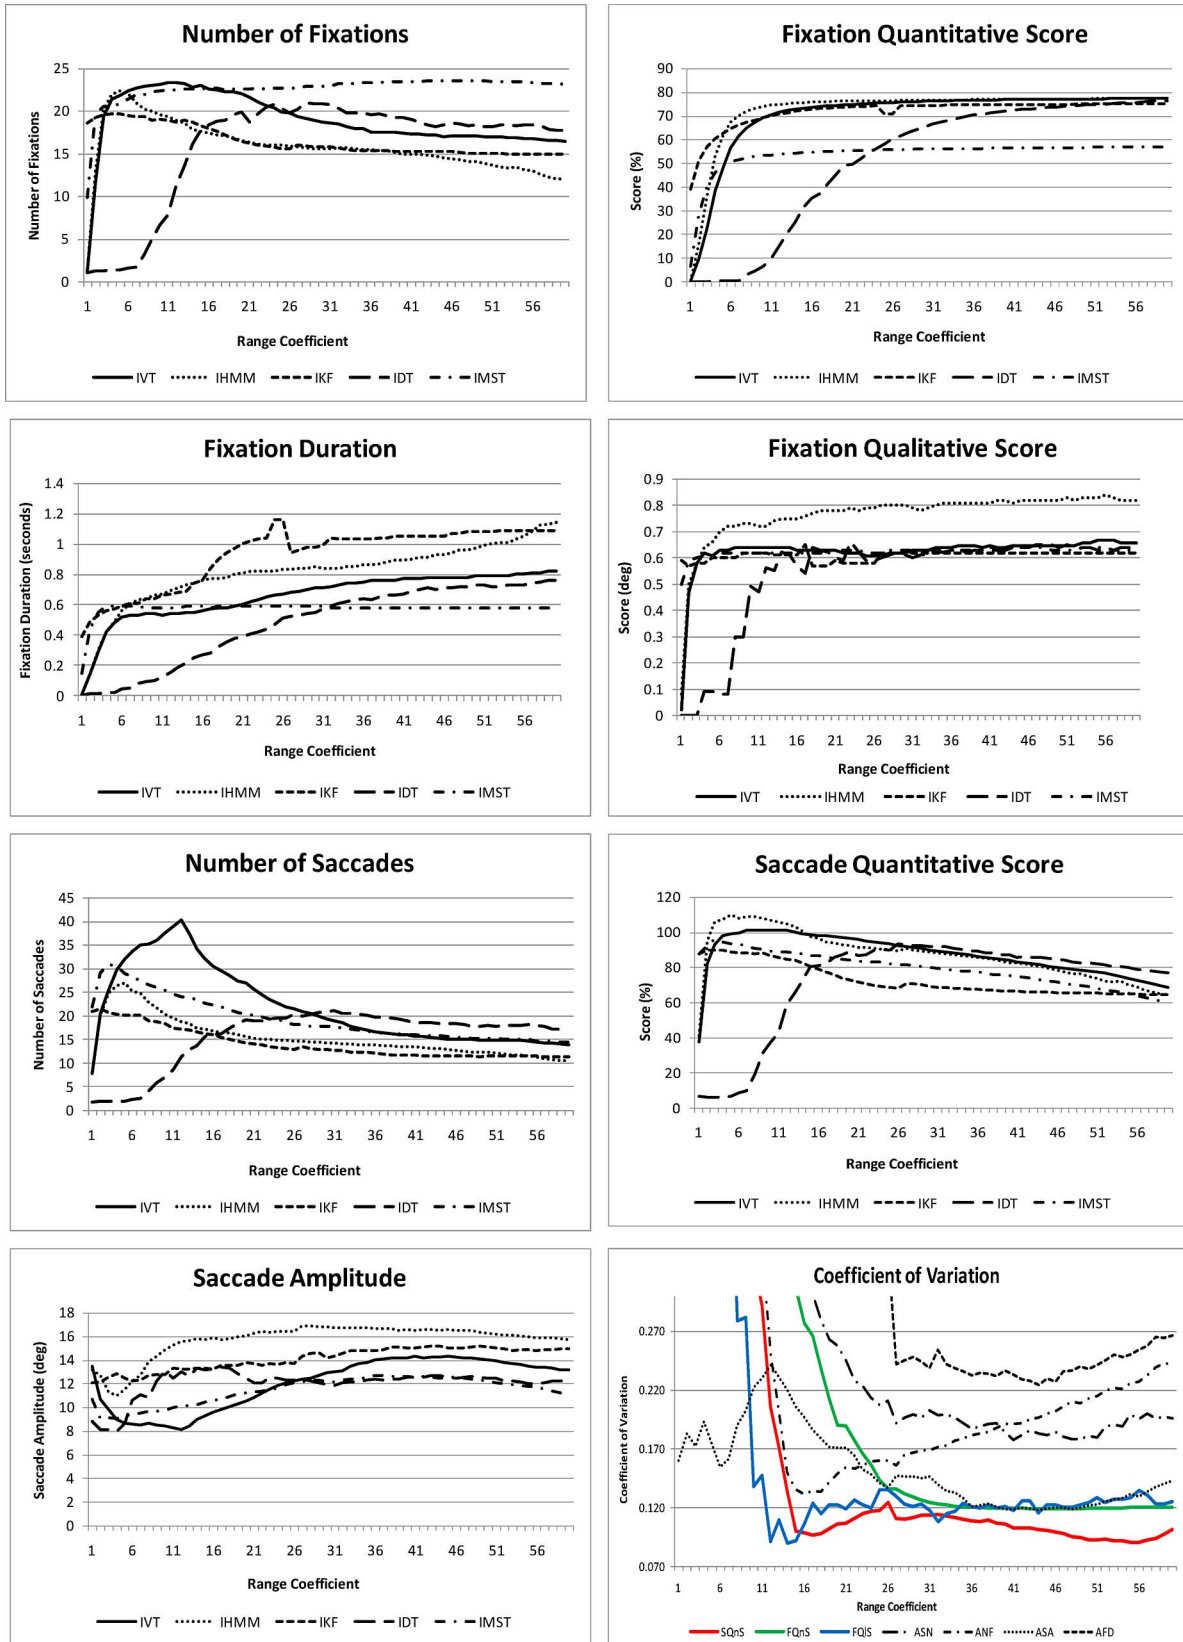 Number of Fixations
25
20
15
10
5
0
Number of Fixations
1 6 11 16 21 26 31 36 41 46 51 56
Range Coefficient
IVT IHMM IKF IDT IMST
Fixation Quantitative Score
90
80
70
60
50
40
30
20
10
0
Score (%)
1 6 11 16 21 26 31 36 41 46 51 56
Range Coefficient
IVT IHMM IKF IDT IMST
Fixation Duration
1.4
1.2
1
0.8
0.6
0.4
0.2
0
Fixation Duration (seconds)
1 6 11 16 21 26 31 36 41 46 51 56
Range Coefficient
IVT IHMM IKF IDT IMST
Fixation Qualitative Score
0.9
0.8
0.7
0.6
0.5
0.4
0.3
0.2
0.1
0
Score (deg)
1 6 11 16 21 26 31 36 41 46 51 56
Range Coefficient
IVT IHMM IKF IDT IMST
Number of Saccades
45
40
35
30
25
20
15
10
5
0
Number of Saccades
1 6 11 16 21 26 31 36 41 46 51 56
Range Coefficient
IVT IHMM IKF IDT IMST
Saccade Quantitative Score
120
100
80
60
40
20
0
Score (%)
1 6 11 16 21 26 31 36 41 46 51 56
Range Coefficient
IVT IHMM IKF IDT IMST
Saccade Amplitude
18
16
14
12
10
8
6
4
2
0
Saccade Amplitude (deg)
1 6 11 16 21 26 31 36 41 46 51 56
Range Coefficient
IVT IHMM IKF IDT IMST
Coefficient of Variation
0.270
0.220
0.170
0.120
0.070
Coefficient of Variation
1 6 11 16 21 26 31 36 41 46 51 56
Range Coefficient
SQnS FQnS FQlS ASN ANF ASA AFD